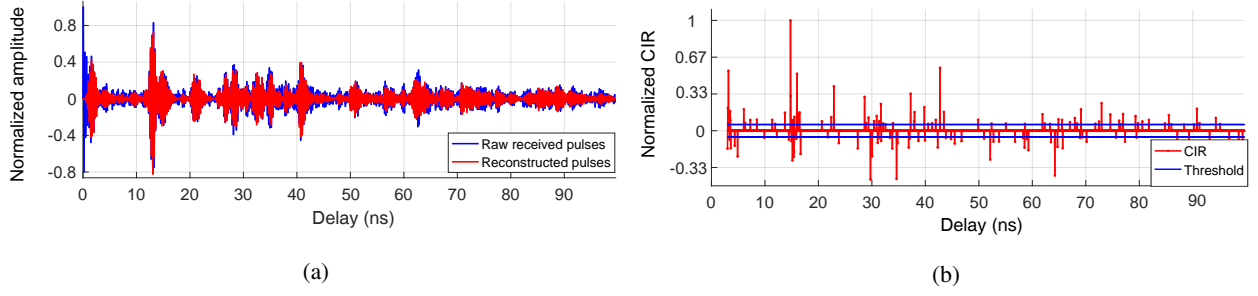 Normalized amplitude
0.8
0.4
0
-0.4
-0.8
Raw received pulses
Reconstructed pulses
0 10 20 30 40 50 60 70 80 90
Delay (ns)
(a)
Normalized CIR
1
0.67
0.33
0
-0.33
CIR
Threshold
0 10 20 30 40 50 60 70 80 90
Delay (ns)
(b)